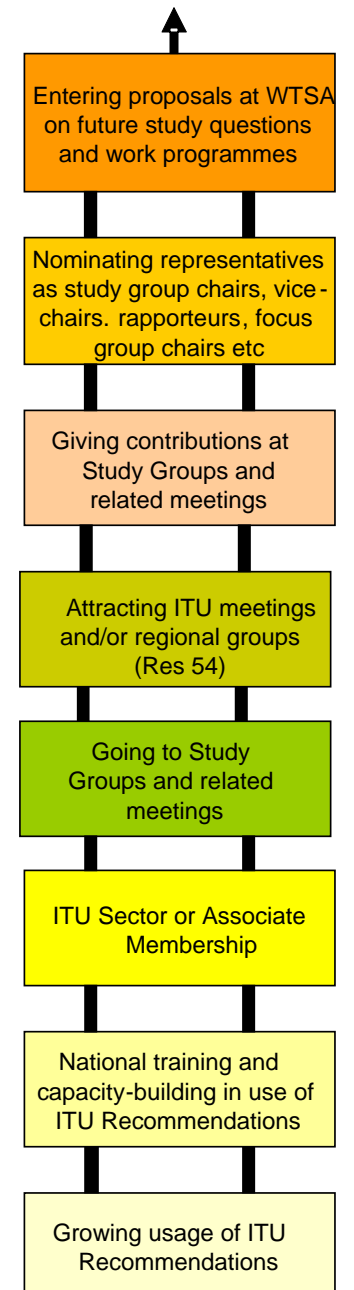 Entering proposals at WTSA
on future study questions
and work programmes
Nominating representatives
as study group chairs, vice-
chairs. rapporteurs, focus
group chairs etc
Giving contributions at
Study Groups and
related meetings
Attracting ITU meetings
and/or regional groups
(Res 54)
Going to Study
Groups and related
meetings
ITU Sector or Associate
Membership
National training and
capacity-building in use of
ITU Recommendations
Growing usage of ITU
Recommendations